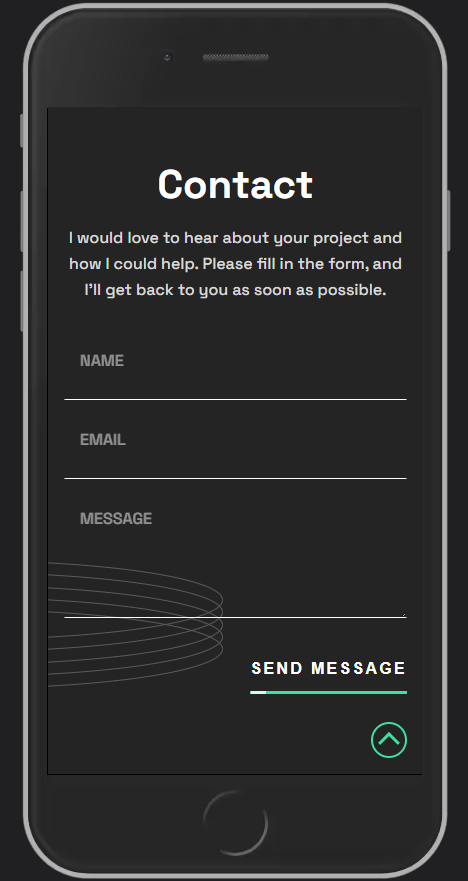 Contact
I would love to hear about your project and
how I could help. Please fill in the form, and
I'll get back to you as soon as possible.
NAME
EMAIL
MESSAGE
SEND MESSAGE